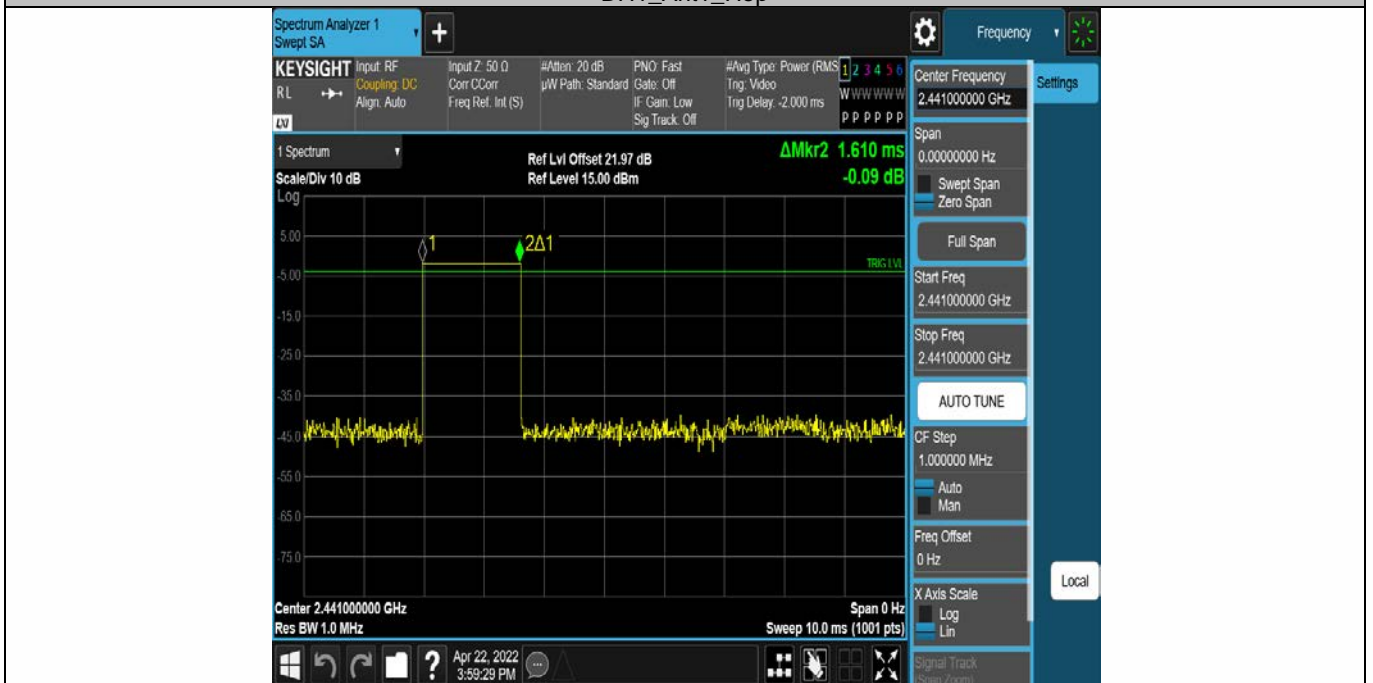 Spectrum Analyzer 1
Swept SA
+
Frequency
KEYSIGHT
RL
LXI
Input: RF
Coupling: DC
Align: Auto
Input Z: 50 Ω
Corr CCorr
Freq Ref: Int (S)
#Atten: 20 dB
µW Path: Standard
PNO: Fast
Gate: Off
IF Gain: Low
Sig Track: Off
#Avg Type: Power (RMS
Trig: Video
Trig Delay: -2.000 ms
1 2 3 4 5 6
W W W W W W
P P P P P P
1 Spectrum
Scale/Div 10 dB
Log
Ref Lvl Offset 21.97 dB
Ref Level 15.00 dBm
ΔMkr2 1.610 ms
-0.09 dB
5.00
-5.00
-15.0
-25.0
-35.0
-45.0
-55.0
-65.0
-75.0
1
2Δ1
TRIG LVL
Center 2.441000000 GHz
Res BW 1.0 MHz
Span 0 Hz
Sweep 10.0 ms (1001 pts)
?
Apr 22, 2022
3:59:29 PM
Center Frequency
2.441000000 GHz
Settings
Span
0.00000000 Hz
Swept Span
Zero Span
Full Span
Start Freq
2.441000000 GHz
Stop Freq
2.441000000 GHz
AUTO TUNE
CF Step
1.000000 MHz
Auto
Man
Freq Offset
0 Hz
X Axis Scale
Log
Lin
Local
Signal Track
(Span Zoom)